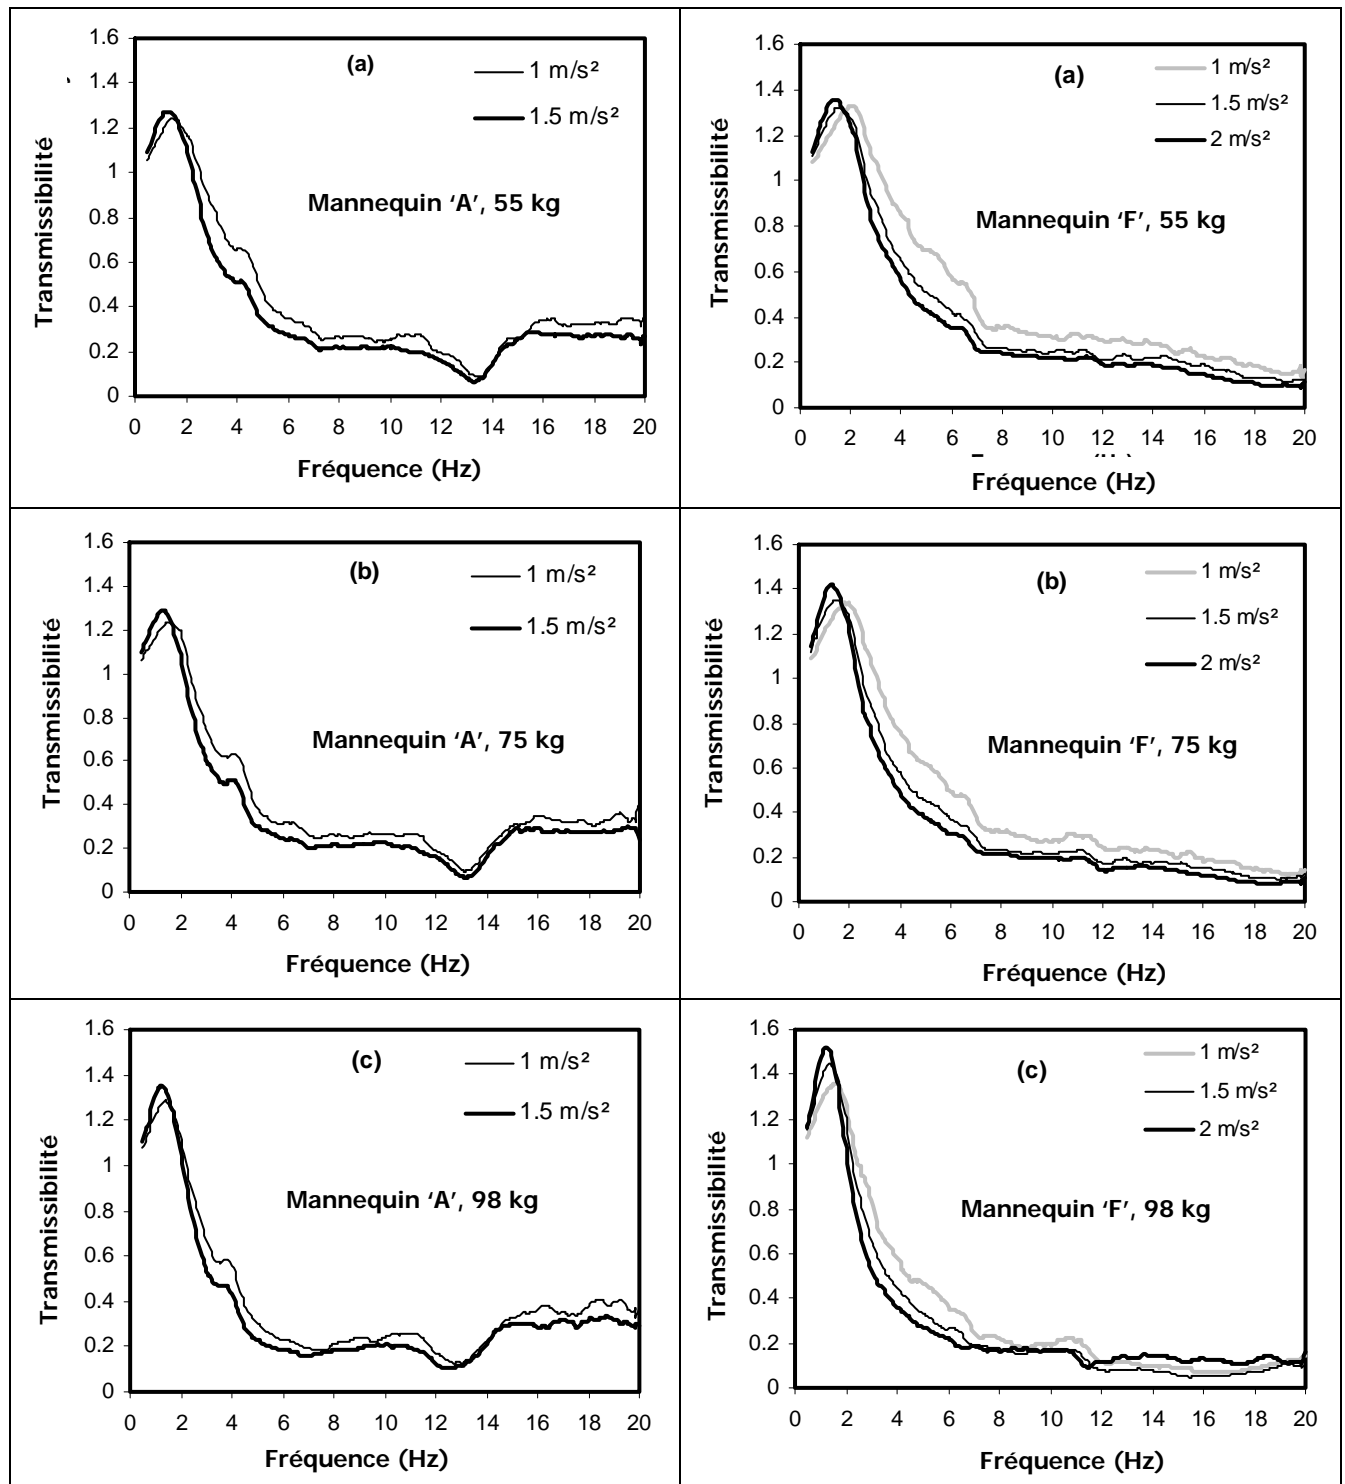 (a)
1 m/s²
1.5 m/s²
Mannequin ‘A’, 55 kg
Transmissibilité
1.6
1.4
1.2
1
0.8
0.6
0.4
0.2
0
0 2 4 6 8 10 12 14 16 18 20
Fréquence (Hz)
(a)
1 m/s²
1.5 m/s²
2 m/s²
Mannequin ‘F’, 55 kg
Transmissibilité
1.6
1.4
1.2
1
0.8
0.6
0.4
0.2
0
0 2 4 6 8 10 12 14 16 18 20
Fréquence (Hz)
(b)
1 m/s²
1.5 m/s²
Mannequin ‘A’, 75 kg
Transmissibilité
1.6
1.4
1.2
1
0.8
0.6
0.4
0.2
0
0 2 4 6 8 10 12 14 16 18 20
Fréquence (Hz)
(b)
1 m/s²
1.5 m/s²
2 m/s²
Mannequin ‘F’, 75 kg
Transmissibilité
1.6
1.4
1.2
1
0.8
0.6
0.4
0.2
0
0 2 4 6 8 10 12 14 16 18 20
Fréquence (Hz)
(c)
1 m/s²
1.5 m/s²
Mannequin ‘A’, 98 kg
Transmissibilité
1.6
1.4
1.2
1
0.8
0.6
0.4
0.2
0
0 2 4 6 8 10 12 14 16 18 20
Fréquence (Hz)
(c)
1 m/s²
1.5 m/s²
2 m/s²
Mannequin ‘F’, 98 kg
Transmissibilité
1.6
1.4
1.2
1
0.8
0.6
0.4
0.2
0
0 2 4 6 8 10 12 14 16 18 20
Fréquence (Hz)